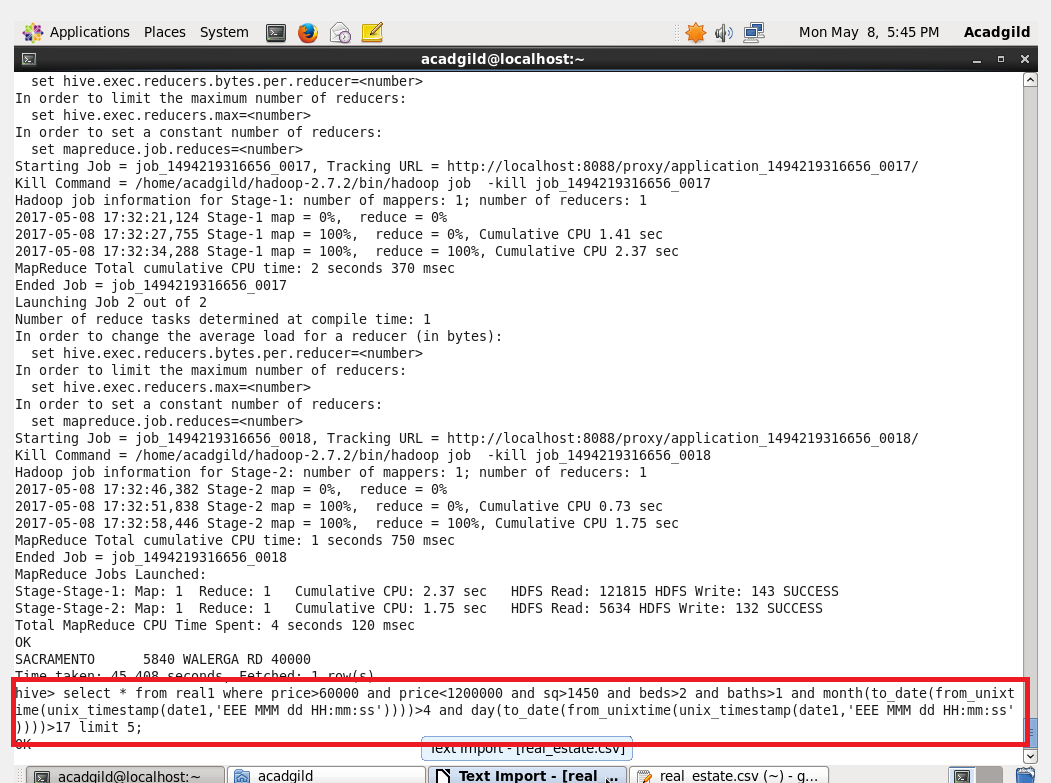 Applications Places System Mon May 8, 5:45 PM Acadgild
acadgild@localhost:~
set hive.exec.reducers.bytes.per.reducer=<number>
In order to limit the maximum number of reducers:
set hive.exec.reducers.max=<number>
In order to set a constant number of reducers:
set mapreduce.job.reduces=<number>
Starting Job = job_1494219316656_0017, Tracking URL = http://localhost:8088/proxy/application_1494219316656_0017/
Kill Command = /home/acadgild/hadoop-2.7.2/bin/hadoop job  -kill job_1494219316656_0017
Hadoop job information for Stage-1: number of mappers: 1; number of reducers: 1
2017-05-08 17:32:21,124 Stage-1 map = 0%,  reduce = 0%
2017-05-08 17:32:27,755 Stage-1 map = 100%,  reduce = 0%, Cumulative CPU 1.41 sec
2017-05-08 17:32:34,288 Stage-1 map = 100%,  reduce = 100%, Cumulative CPU 2.37 sec
MapReduce Total cumulative CPU time: 2 seconds 370 msec
Ended Job = job_1494219316656_0017
Launching Job 2 out of 2
Number of reduce tasks determined at compile time: 1
In order to change the average load for a reducer (in bytes):
set hive.exec.reducers.bytes.per.reducer=<number>
In order to limit the maximum number of reducers:
set hive.exec.reducers.max=<number>
In order to set a constant number of reducers:
set mapreduce.job.reduces=<number>
Starting Job = job_1494219316656_0018, Tracking URL = http://localhost:8088/proxy/application_1494219316656_0018/
Kill Command = /home/acadgild/hadoop-2.7.2/bin/hadoop job  -kill job_1494219316656_0018
Hadoop job information for Stage-2: number of mappers: 1; number of reducers: 1
2017-05-08 17:32:46,382 Stage-2 map = 0%,  reduce = 0%
2017-05-08 17:32:51,838 Stage-2 map = 100%,  reduce = 0%, Cumulative CPU 0.73 sec
2017-05-08 17:32:58,446 Stage-2 map = 100%,  reduce = 100%, Cumulative CPU 1.75 sec
MapReduce Total cumulative CPU time: 1 seconds 750 msec
Ended Job = job_1494219316656_0018
MapReduce Jobs Launched:
Stage-Stage-1: Map: 1  Reduce: 1   Cumulative CPU: 2.37 sec   HDFS Read: 121815 HDFS Write: 143 SUCCESS
Stage-Stage-2: Map: 1  Reduce: 1   Cumulative CPU: 1.75 sec   HDFS Read: 5634 HDFS Write: 132 SUCCESS
Total MapReduce CPU Time Spent: 4 seconds 120 msec
OK
SACRAMENTO      5840 WALERGA RD 40000
Time taken: 45.408 seconds, Fetched: 1 row(s)
hive> select * from real1 where price>60000 and price<1200000 and sq>1450 and beds>2 and baths>1 and month(to_date(from_unixt
ime(unix_timestamp(date1,'EEE MMM dd HH:mm:ss'))))>4 and day(to_date(from_unixtime(unix_timestamp(date1,'EEE MMM dd HH:mm:ss'
))))>17 limit 5;
OK
Text Import - [real_estate.csv]
acadgild@localhost:~ acadgild Text Import - [real_... real_estate.csv (~) - g...